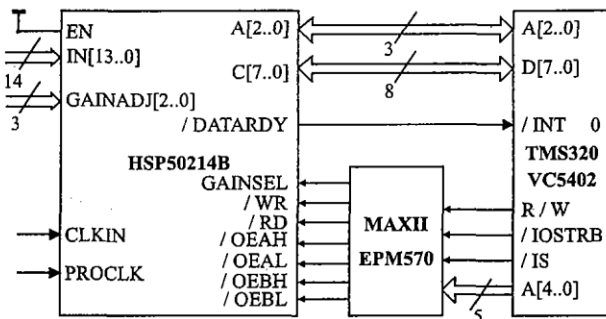 EN
A[2..0]
3
A[2..0]
IN[13..0]
14
C[7..0]
8
D[7..0]
GAINADJ[2..0]
3
/ DATARDY
/ INT 0
HSP50214B
TMS320
VC5402
GAINSEL
/ WR
R / W
/ RD
MAXII
CLKIN
/ OEAH
/ IOSTRB
/ OEAL
EPM570
/ IS
PROCLK
/ OEBH
A[4..0]
/ OEBL
5